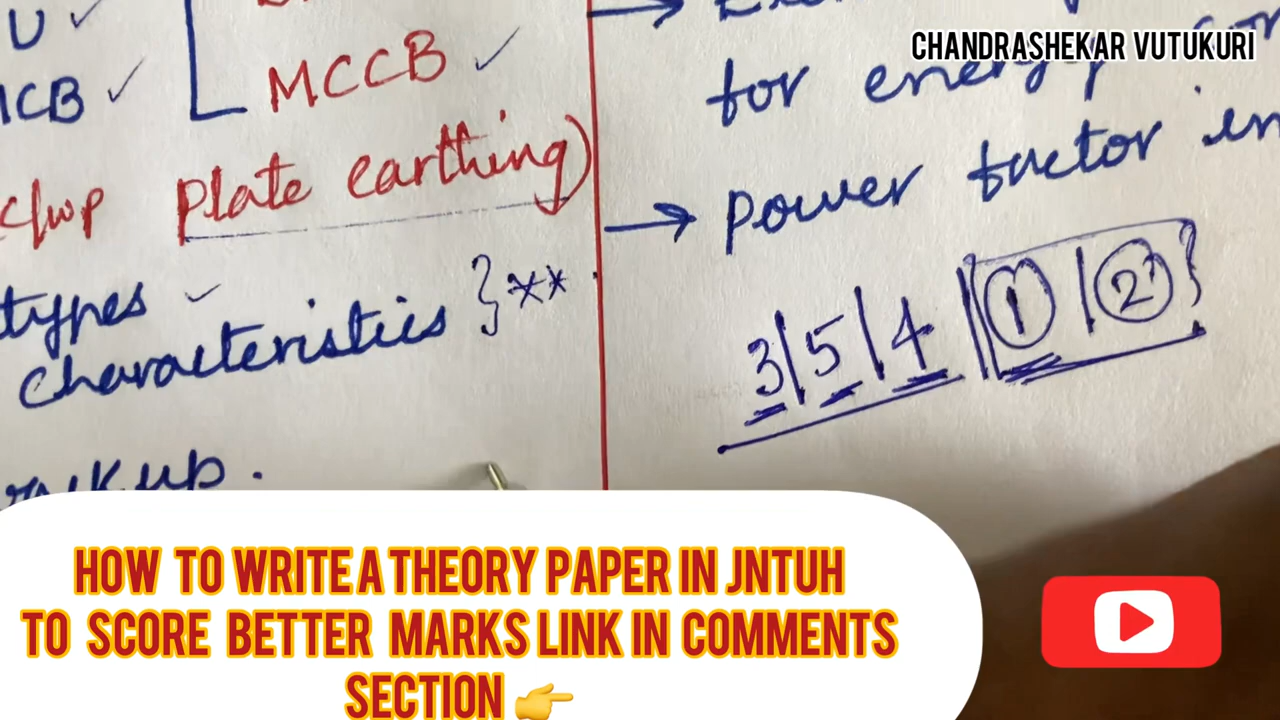 CHANDRASHEKAR VUTUKURI
MCCB
Plate earthing)
types
characteristics } **
for energy
→ power factor
3 | 5 | 4 || 1 | 2 }
HOW TO WRITE A THEORY PAPER IN JNTUH
TO SCORE BETTER MARKS LINK IN COMMENTS
SECTION 👉